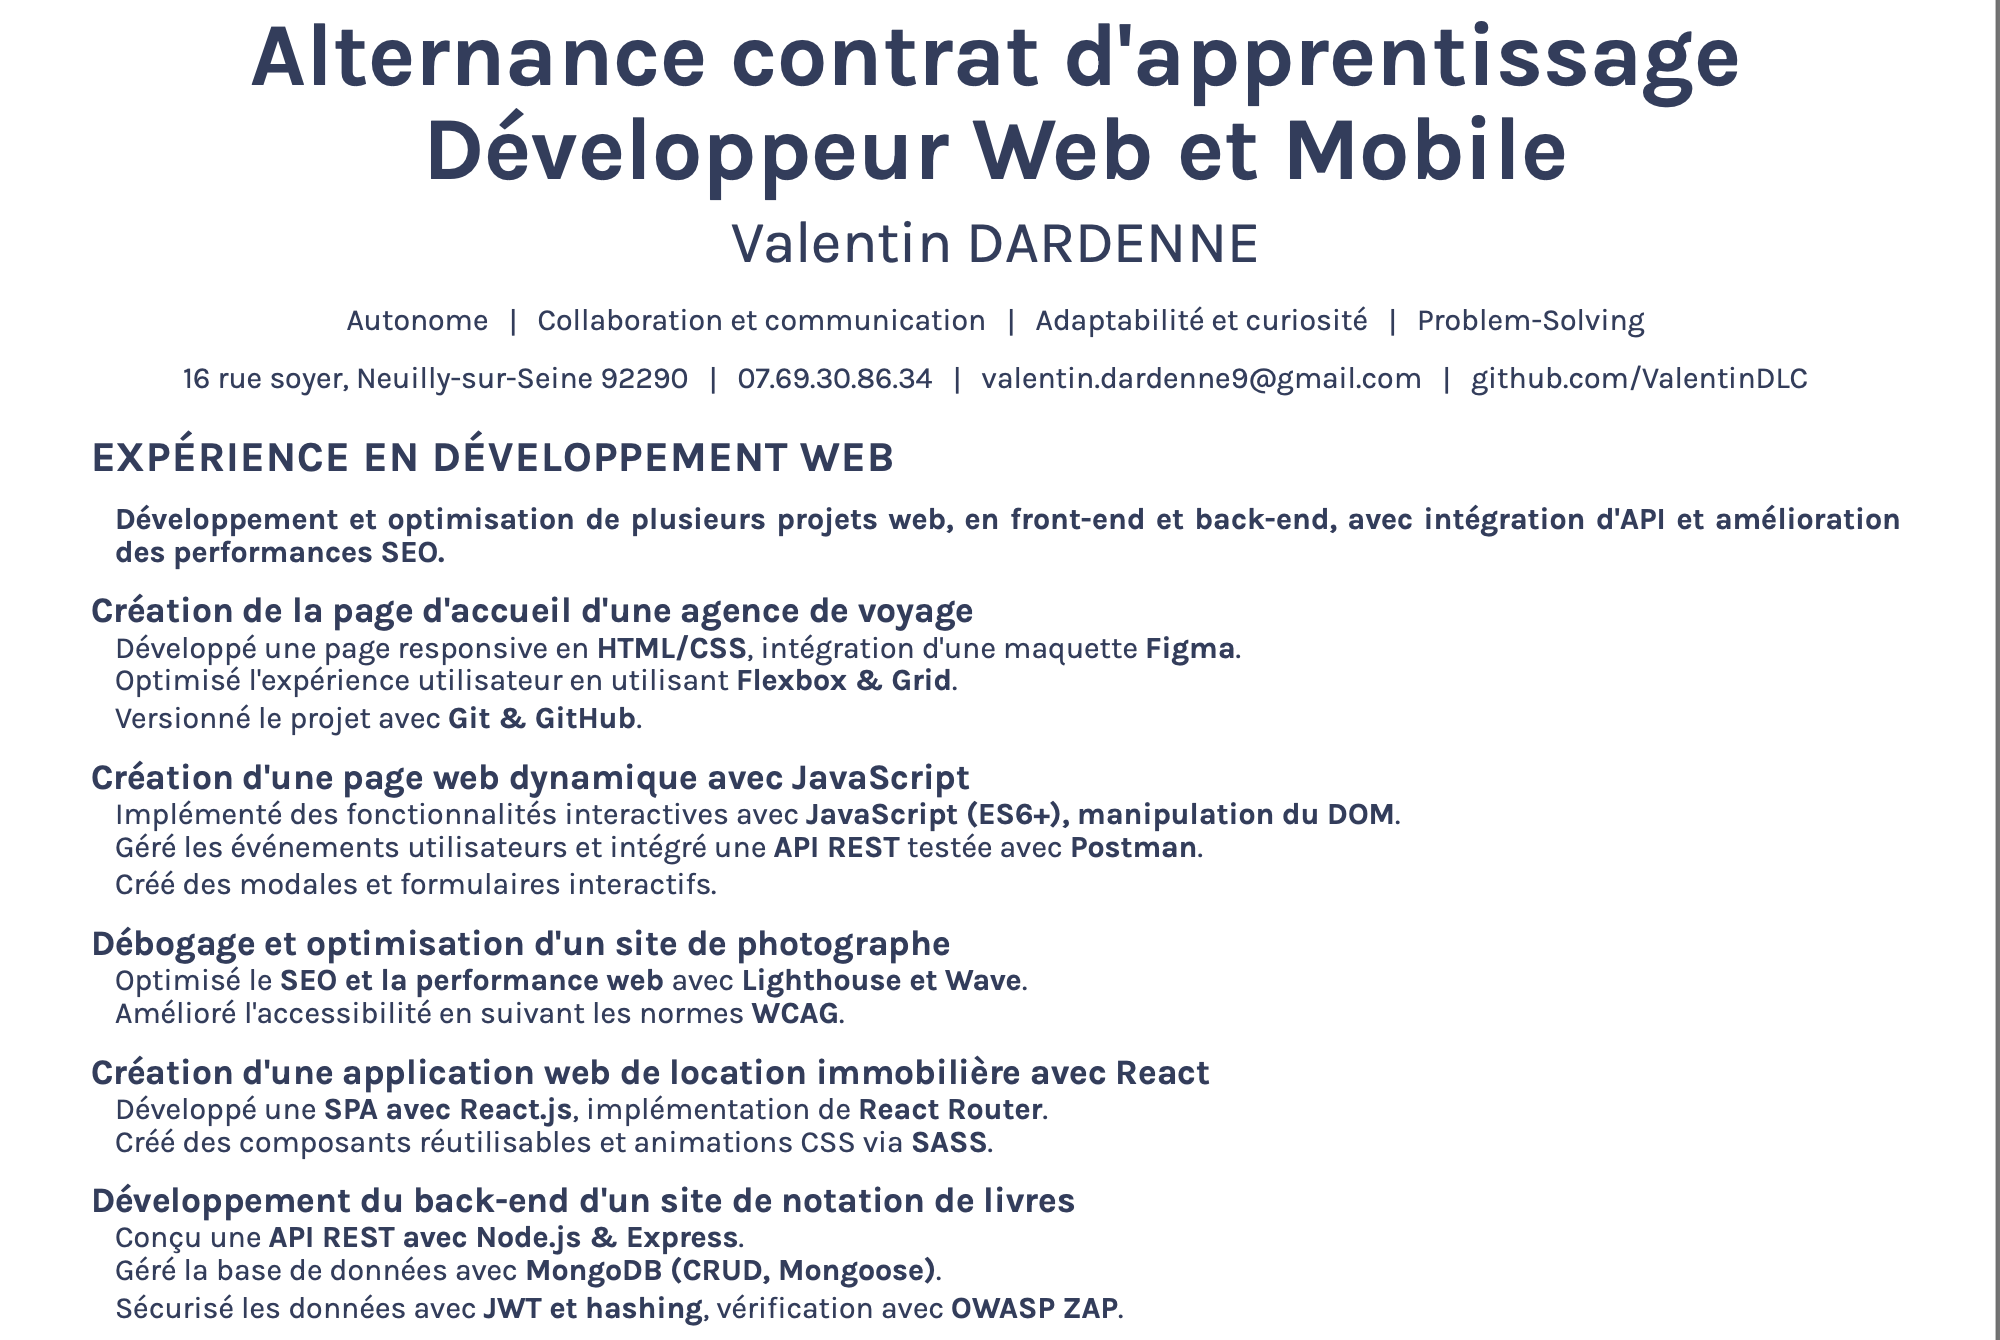 Alternance contrat d'apprentissage
Développeur Web et Mobile
Valentin DARDENNE
Autonome | Collaboration et communication | Adaptabilité et curiosité | Problem-Solving
16 rue soyer, Neuilly-sur-Seine 92290 | 07.69.30.86.34 | valentin.dardenne9@gmail.com | github.com/ValentinDLC
EXPÉRIENCE EN DÉVELOPPEMENT WEB
Développement et optimisation de plusieurs projets web, en front-end et back-end, avec intégration d'API et amélioration
des performances SEO.
Création de la page d'accueil d'une agence de voyage
Développé une page responsive en HTML/CSS, intégration d'une maquette Figma.
Optimisé l'expérience utilisateur en utilisant Flexbox & Grid.
Versionné le projet avec Git & GitHub.
Création d'une page web dynamique avec JavaScript
Implémenté des fonctionnalités interactives avec JavaScript (ES6+), manipulation du DOM.
Géré les événements utilisateurs et intégré une API REST testée avec Postman.
Créé des modales et formulaires interactifs.
Débogage et optimisation d'un site de photographe
Optimisé le SEO et la performance web avec Lighthouse et Wave.
Amélioré l'accessibilité en suivant les normes WCAG.
Création d'une application web de location immobilière avec React
Développé une SPA avec React.js, implémentation de React Router.
Créé des composants réutilisables et animations CSS via SASS.
Développement du back-end d'un site de notation de livres
Conçu une API REST avec Node.js & Express.
Géré la base de données avec MongoDB (CRUD, Mongoose).
Sécurisé les données avec JWT et hashing, vérification avec OWASP ZAP.